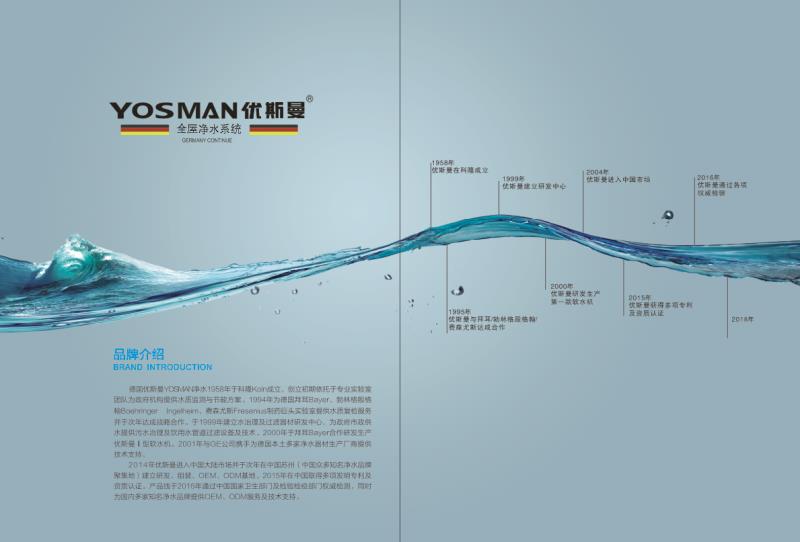 YOSMAN优斯曼®
全屋净水系统
GERMANY CONTINUE
品牌介绍
BRAND INTRODUCTION
德国优斯曼YOSMAN净水1958年于科隆Koln成立，创立初期依托于专业实验室
团队为政府机构提供水质监测与节能方案，1994年为德国拜耳Bayer、勃林格殷格
翰Boehringer Ingelheim、费森尤斯Fresenius制药巨头实验室提供水质复检服务
并于次年达成战略合作。于1999年建立水治理及过滤器材研发中心，为政府市政供
水提供污水治理及饮用水管道过滤设备及技术。2000年于拜耳Bayer合作研发生产
优斯曼Ⅰ型软水机。2001年与GE公司携手为德国本土多家净水器材生产厂商提供
技术支持。
2014年优斯曼进入中国大陆市场并于次年在中国苏州（中国众多知名净水品牌
聚集地）建立研发、组装、OEM、ODM基地。2015年在中国取得多项发明专利及
资质认证。产品线于2016年通过中国国家卫生部门及检验检疫部门权威检测。同时
为国内多家知名净水品牌提供OEM、ODM服务及技术支持。
1958年
优斯曼在科隆成立
1995年
优斯曼与拜耳/勃林格殷格翰/
费森尤斯达成合作
1999年
优斯曼建立研发中心
2000年
优斯曼研发生产
第一款软水机
2004年
优斯曼进入中国市场
2015年
优斯曼获得多项专利
及资质认证
2016年
优斯曼通过各项
权威检测
2018年